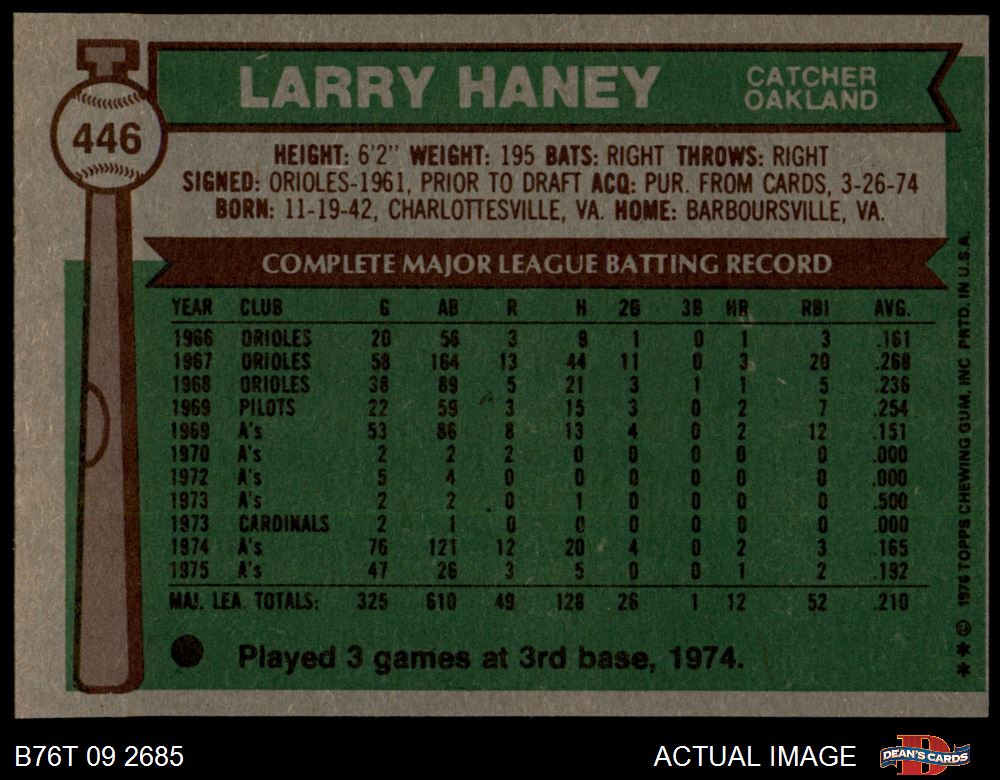 446
LARRY HANEY
CATCHER
OAKLAND
HEIGHT: 6'2" WEIGHT: 195 BATS: RIGHT THROWS: RIGHT
SIGNED: ORIOLES-1961, PRIOR TO DRAFT ACQ: PUR. FROM CARDS, 3-26-74
BORN: 11-19-42, CHARLOTTESVILLE, VA. HOME: BARBOURSVILLE, VA.
COMPLETE MAJOR LEAGUE BATTING RECORD
YEAR CLUB G AB R H 2B 3B HR RBI AVG.
1966 ORIOLES 20 56 3 9 1 0 1 3 .161
1967 ORIOLES 58 164 13 44 11 0 3 20 .268
1968 ORIOLES 38 89 5 21 3 1 1 5 .236
1969 PILOTS 22 59 3 15 3 0 2 7 .254
1969 A's 53 86 8 13 4 0 2 12 .151
1970 A's 2 2 2 0 0 0 0 0 .000
1972 A's 5 4 0 0 0 0 0 0 .000
1973 A's 2 2 0 1 0 0 0 0 .500
1973 CARDINALS 2 1 0 0 0 0 0 0 .000
1974 A's 76 121 12 20 4 0 2 3 .165
1975 A's 47 26 3 5 0 0 1 2 .192
MAJ. LEA. TOTALS: 325 610 49 128 26 1 12 52 .210
Played 3 games at 3rd base, 1974.
* * © 1976 TOPPS CHEWING GUM, INC PRTD. IN U.S.A.
B76T 09 2685
ACTUAL IMAGE
D
DEAN'S CARDS